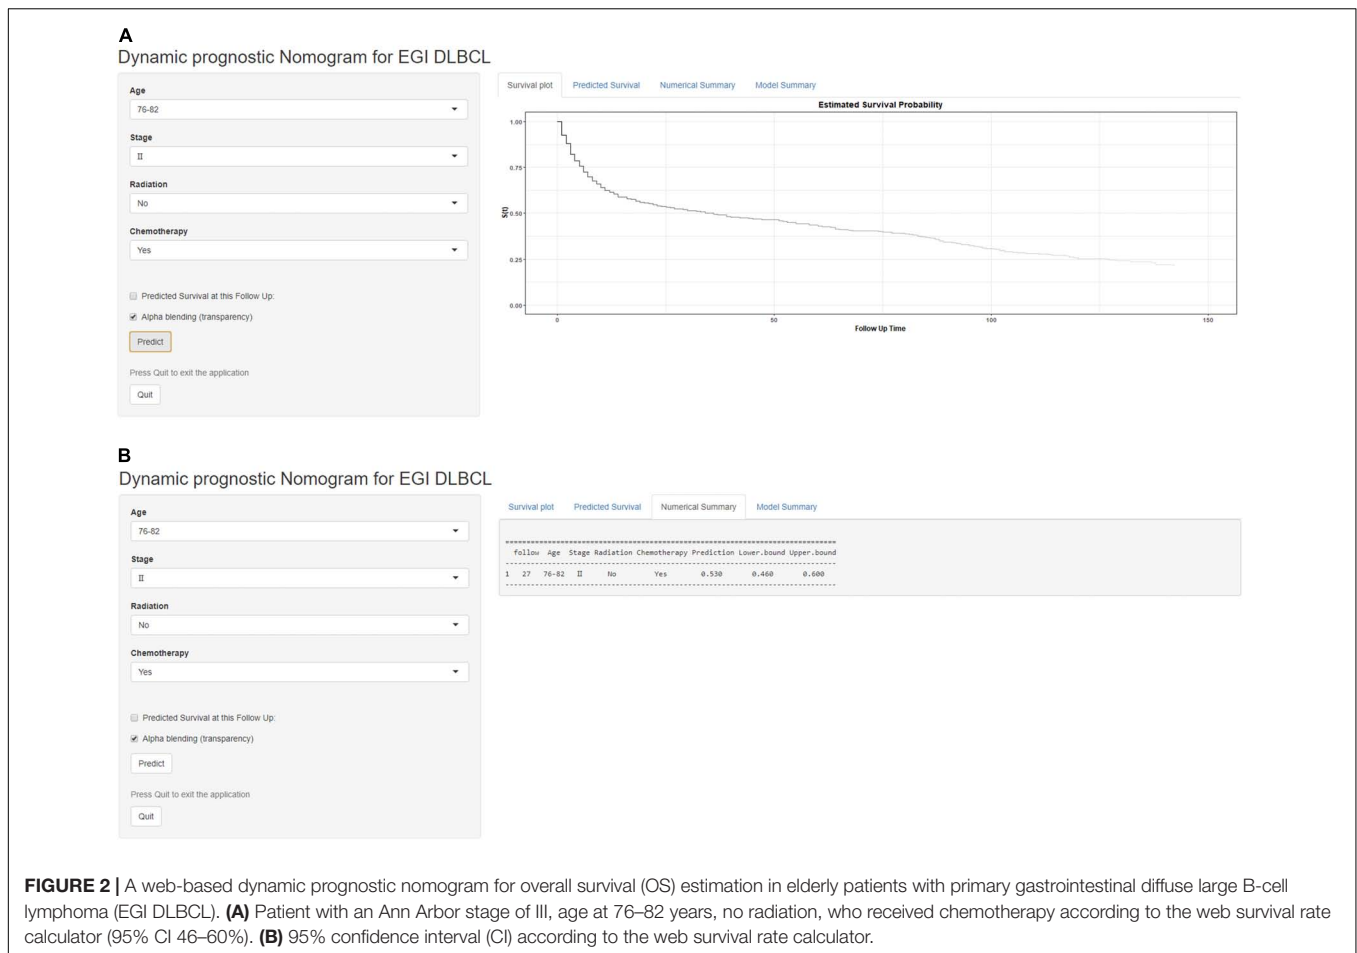 A
Dynamic prognostic Nomogram for EGI DLBCL
Age
76-82
Stage
II
Radiation
No
Chemotherapy
Yes
Predicted Survival at this Follow Up:
Alpha blending (transparency)
Predict
Press Quit to exit the application
Quit
Survival plot Predicted Survival Numerical Summary Model Summary
Estimated Survival Probability
1.00
0.75
0.50
0.25
0.00
S(t)
0 50 100 150
Follow Up Time
B
Dynamic prognostic Nomogram for EGI DLBCL
Age
76-82
Stage
II
Radiation
No
Chemotherapy
Yes
Predicted Survival at this Follow Up:
Alpha blending (transparency)
Predict
Press Quit to exit the application
Quit
Survival plot Predicted Survival Numerical Summary Model Summary
follow Age Stage Radiation Chemotherapy Prediction Lower.bound Upper.bound
1 27 76-82 II No Yes 0.530 0.460 0.600
FIGURE 2 | A web-based dynamic prognostic nomogram for overall survival (OS) estimation in elderly patients with primary gastrointestinal diffuse large B-cell
lymphoma (EGI DLBCL). (A) Patient with an Ann Arbor stage of III, age at 76–82 years, no radiation, who received chemotherapy according to the web survival rate
calculator (95% CI 46–60%). (B) 95% confidence interval (CI) according to the web survival rate calculator.